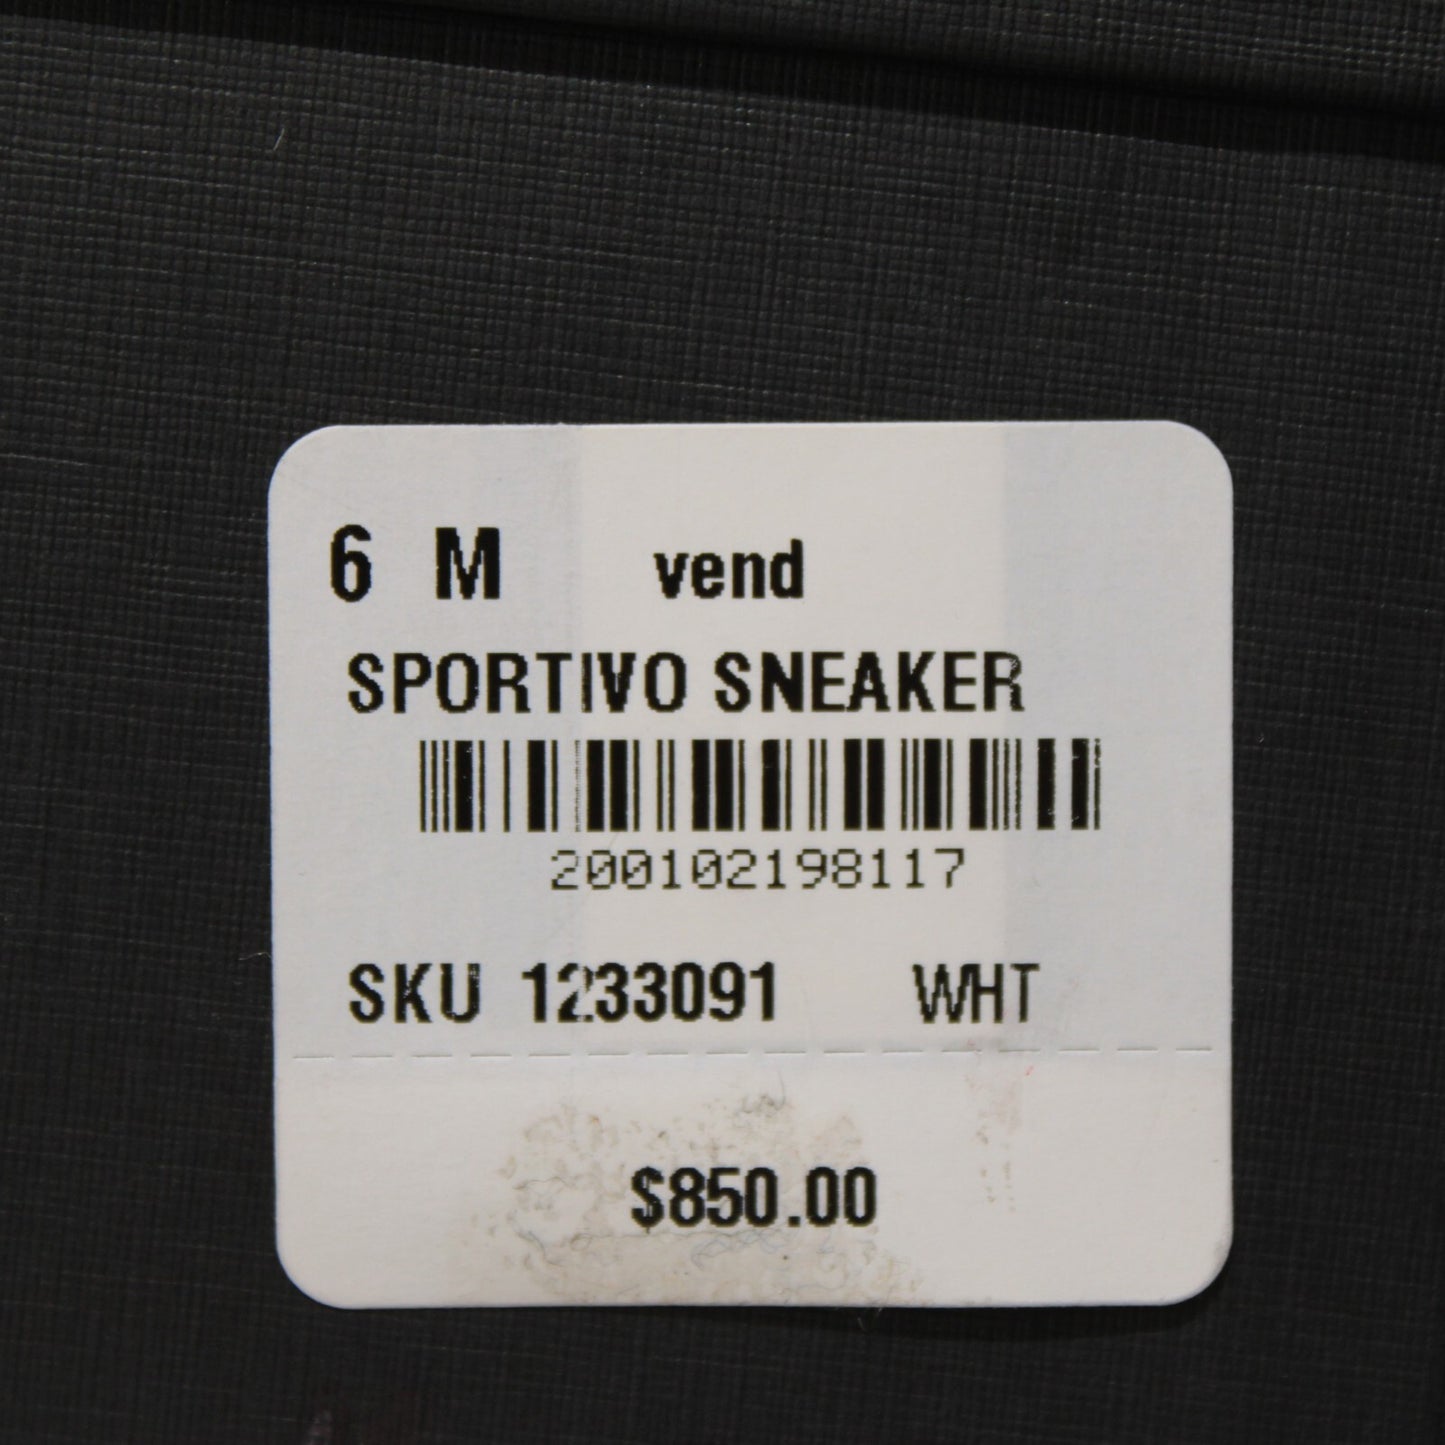 6 M vend
SPORTIVO SNEAKER
200102198117
SKU 1233091 WHT
$850.00